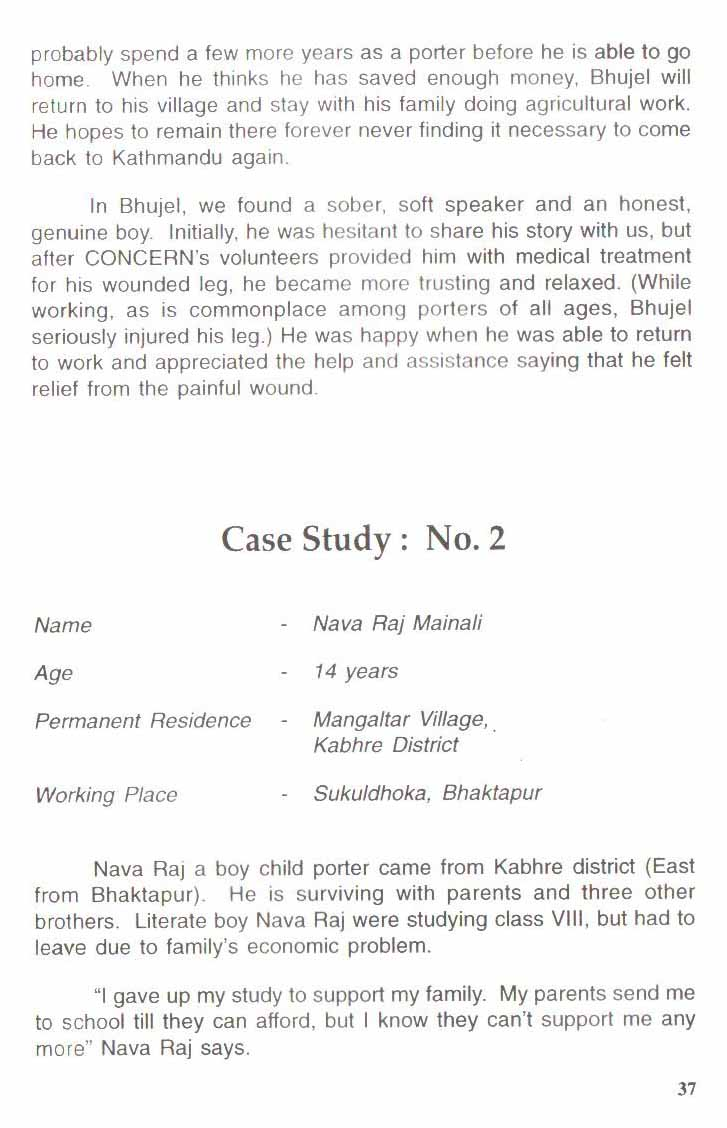 probably spend a few more years as a porter before he is able to go
home. When he thinks he has saved enough money, Bhujel will
return to his village and stay with his family doing agricultural work.
He hopes to remain there forever never finding it necessary to come
back to Kathmandu again.
In Bhujel, we found a sober, soft speaker and an honest,
genuine boy. Initially, he was hesitant to share his story with us, but
after CONCERN's volunteers provided him with medical treatment
for his wounded leg, he became more trusting and relaxed. (While
working, as is commonplace among porters of all ages, Bhujel
seriously injured his leg.) He was happy when he was able to return
to work and appreciated the help and assistance saying that he felt
relief from the painful wound.
Case Study : No. 2
Name - Nava Raj Mainali
Age - 14 years
Permanent Residence - Mangaltar Village,
Kabhre District
Working Place - Sukuldhoka, Bhaktapur
Nava Raj a boy child porter came from Kabhre district (East
from Bhaktapur). He is surviving with parents and three other
brothers. Literate boy Nava Raj were studying class VIII, but had to
leave due to family's economic problem.
"I gave up my study to support my family. My parents send me
to school till they can afford, but I know they can't support me any
more" Nava Raj says.
37